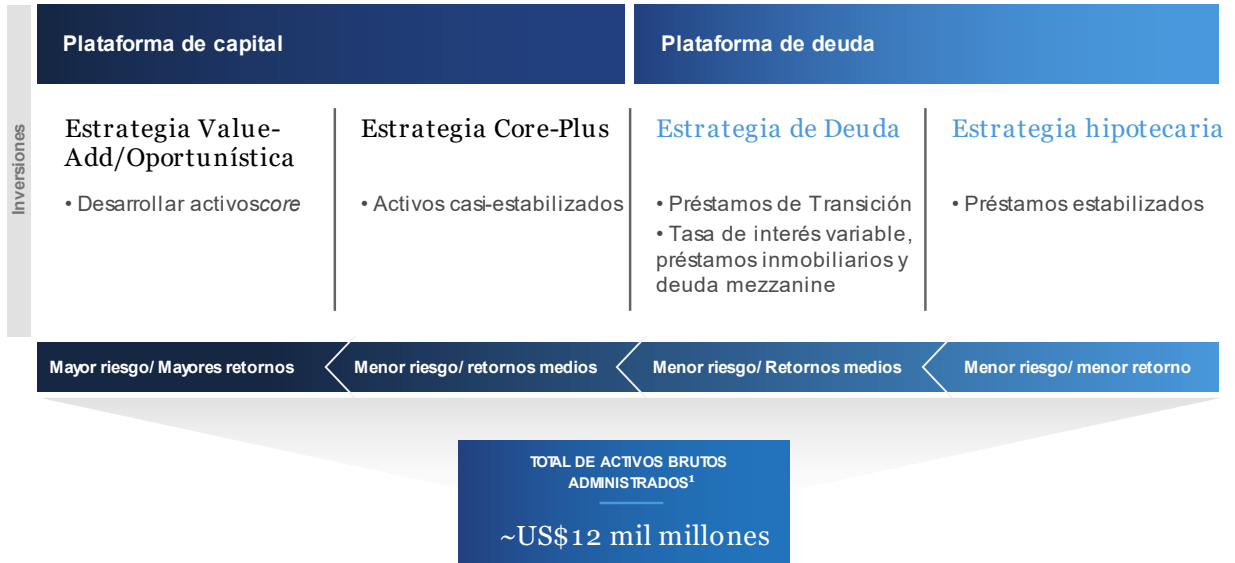 Plataforma de capital
Plataforma de deuda
Inversiones
Estrategia Value-
Add/Oportunística
• Desarrollar activoscore
Estrategia Core-Plus
• Activos casi-estabilizados
Estrategia de Deuda
• Préstamos de Transición
• Tasa de interés variable,
préstamos inmobiliarios y
deuda mezzanine
Estrategia hipotecaria
• Préstamos estabilizados
Mayor riesgo/ Mayores retornos
Menor riesgo/ retornos medios
Menor riesgo/ Retornos medios
Menor riesgo/ menor retorno
TOTAL DE ACTIVOS BRUTOS
ADMINISTRADOS¹
~US$12 mil millones